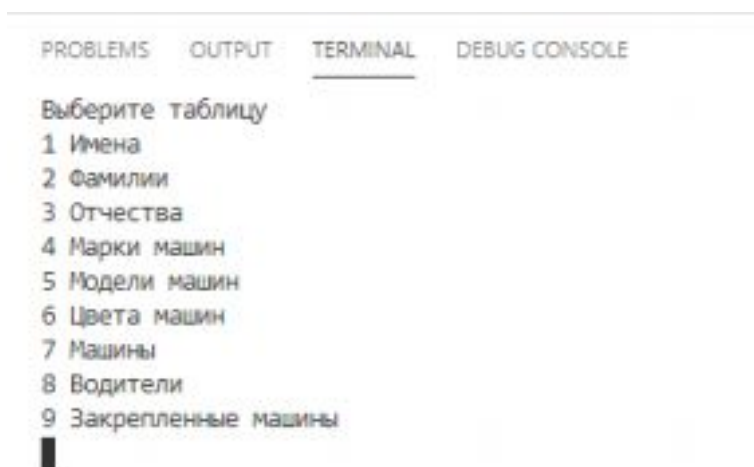 PROBLEMS OUTPUT TERMINAL DEBUG CONSOLE
Выберите таблицу
1 Имена
2 Фамилии
3 Отчества
4 Марки машин
5 Модели машин
6 Цвета машин
7 Машины
8 Водители
9 Закрепленные машины